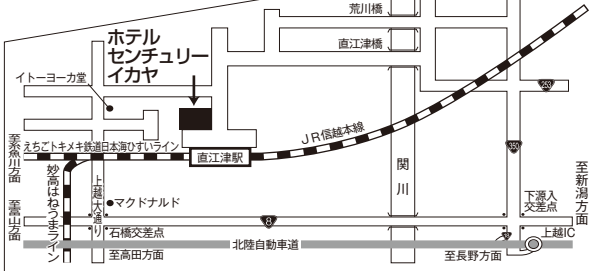 荒川橋
直江津橋
ホテル
センチュリー
イカヤ
イトーヨーカ堂
253
JR信越本線
350
至糸魚川方面
えちごトキメキ鉄道日本海ひすいライン
直江津駅
関川
至新潟方面
妙高はねうまライン
上越大通り
マクドナルド
下源入
交差点
至富山方面
8
石橋交差点
上越IC
北陸自動車道
至高田方面
至長野方面